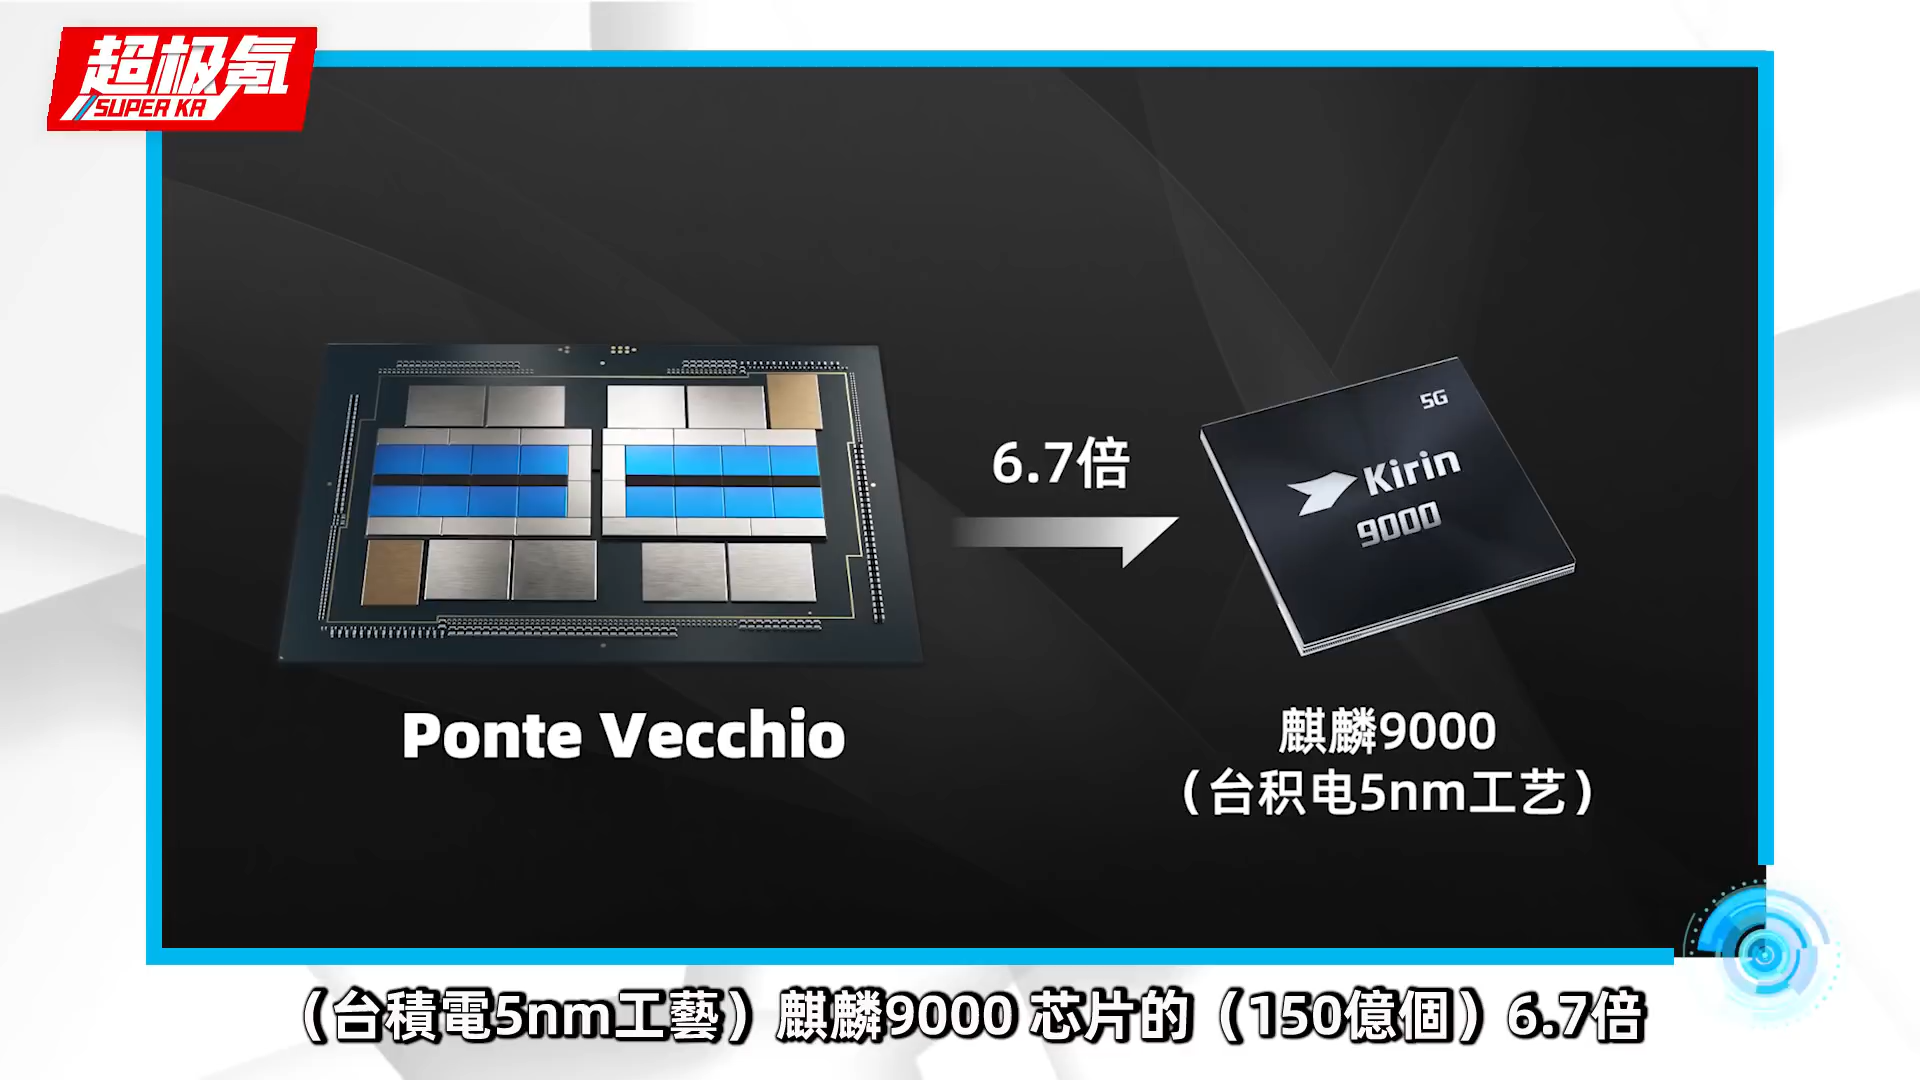 超极氪
SUPER KR
6.7倍
5G
Kirin
9000
Ponte Vecchio
麒麟9000
（台积电5nm工艺）
（台積電5nm工藝）麒麟9000 芯片的（150億個）6.7倍